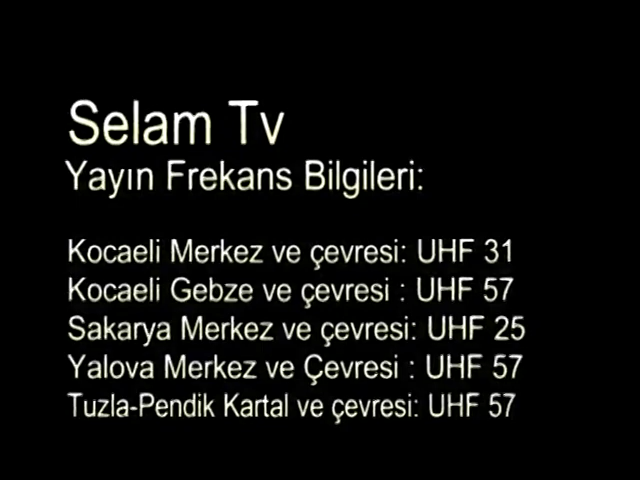 Selam Tv
Yayın Frekans Bilgileri:
Kocaeli Merkez ve çevresi: UHF 31
Kocaeli Gebze ve çevresi : UHF 57
Sakarya Merkez ve çevresi: UHF 25
Yalova Merkez ve Çevresi : UHF 57
Tuzla-Pendik Kartal ve çevresi: UHF 57